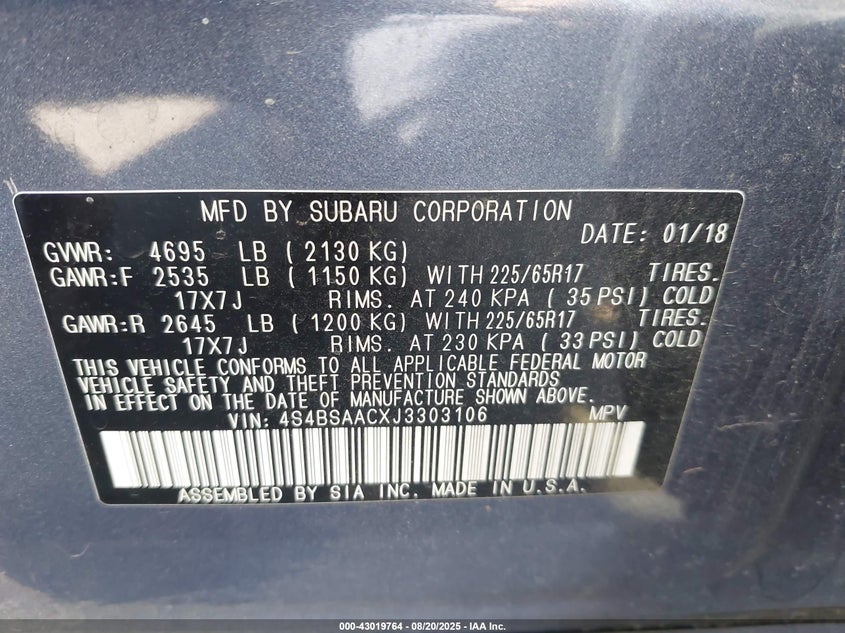 MFD BY SUBARU CORPORATION
DATE: 01/18
GVWR: 4695 LB ( 2130 KG)
GAWR:F 2535 LB ( 1150 KG) WITH 225/65R17 TIRES.
17X7J RIMS. AT 240 KPA ( 35 PSI) COLD
GAWR:R 2645 LB ( 1200 KG) WITH 225/65R17 TIRES.
17X7J RIMS. AT 230 KPA ( 33 PSI) COLD
THIS VEHICLE CONFORMS TO ALL APPLICABLE FEDERAL MOTOR
VEHICLE SAFETY AND THEFT PREVENTION STANDARDS
IN EFFECT ON THE DATE OF MANUFACTURE SHOWN ABOVE.
VIN: 4S4BSAACXJ3303106 MPV
ASSEMBLED BY SIA INC. MADE IN U.S.A.
000-43019764 - 08/20/2025 - IAA Inc.